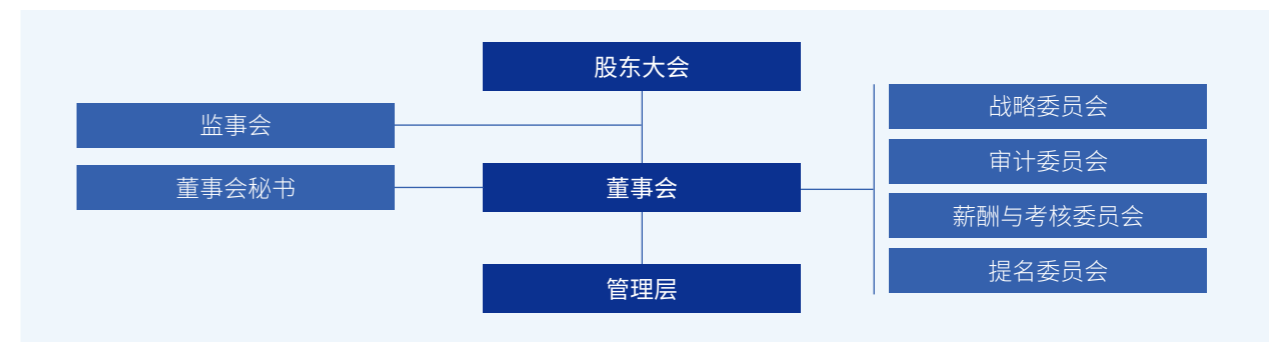 股东大会
监事会
董事会秘书
董事会
管理层
战略委员会
审计委员会
薪酬与考核委员会
提名委员会